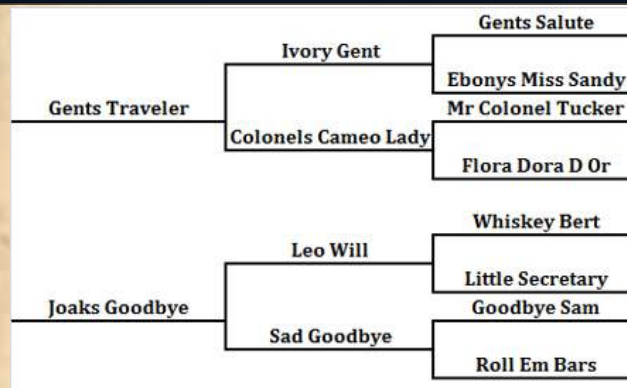 Gents Salute
Ivory Gent
Ebonys Miss Sandy
Gents Traveler
Mr Colonel Tucker
Colonels Cameo Lady
Flora Dora D Or
Whiskey Bert
Leo Will
Little Secretary
Joaks Goodbye
Goodbye Sam
Sad Goodbye
Roll Em Bars